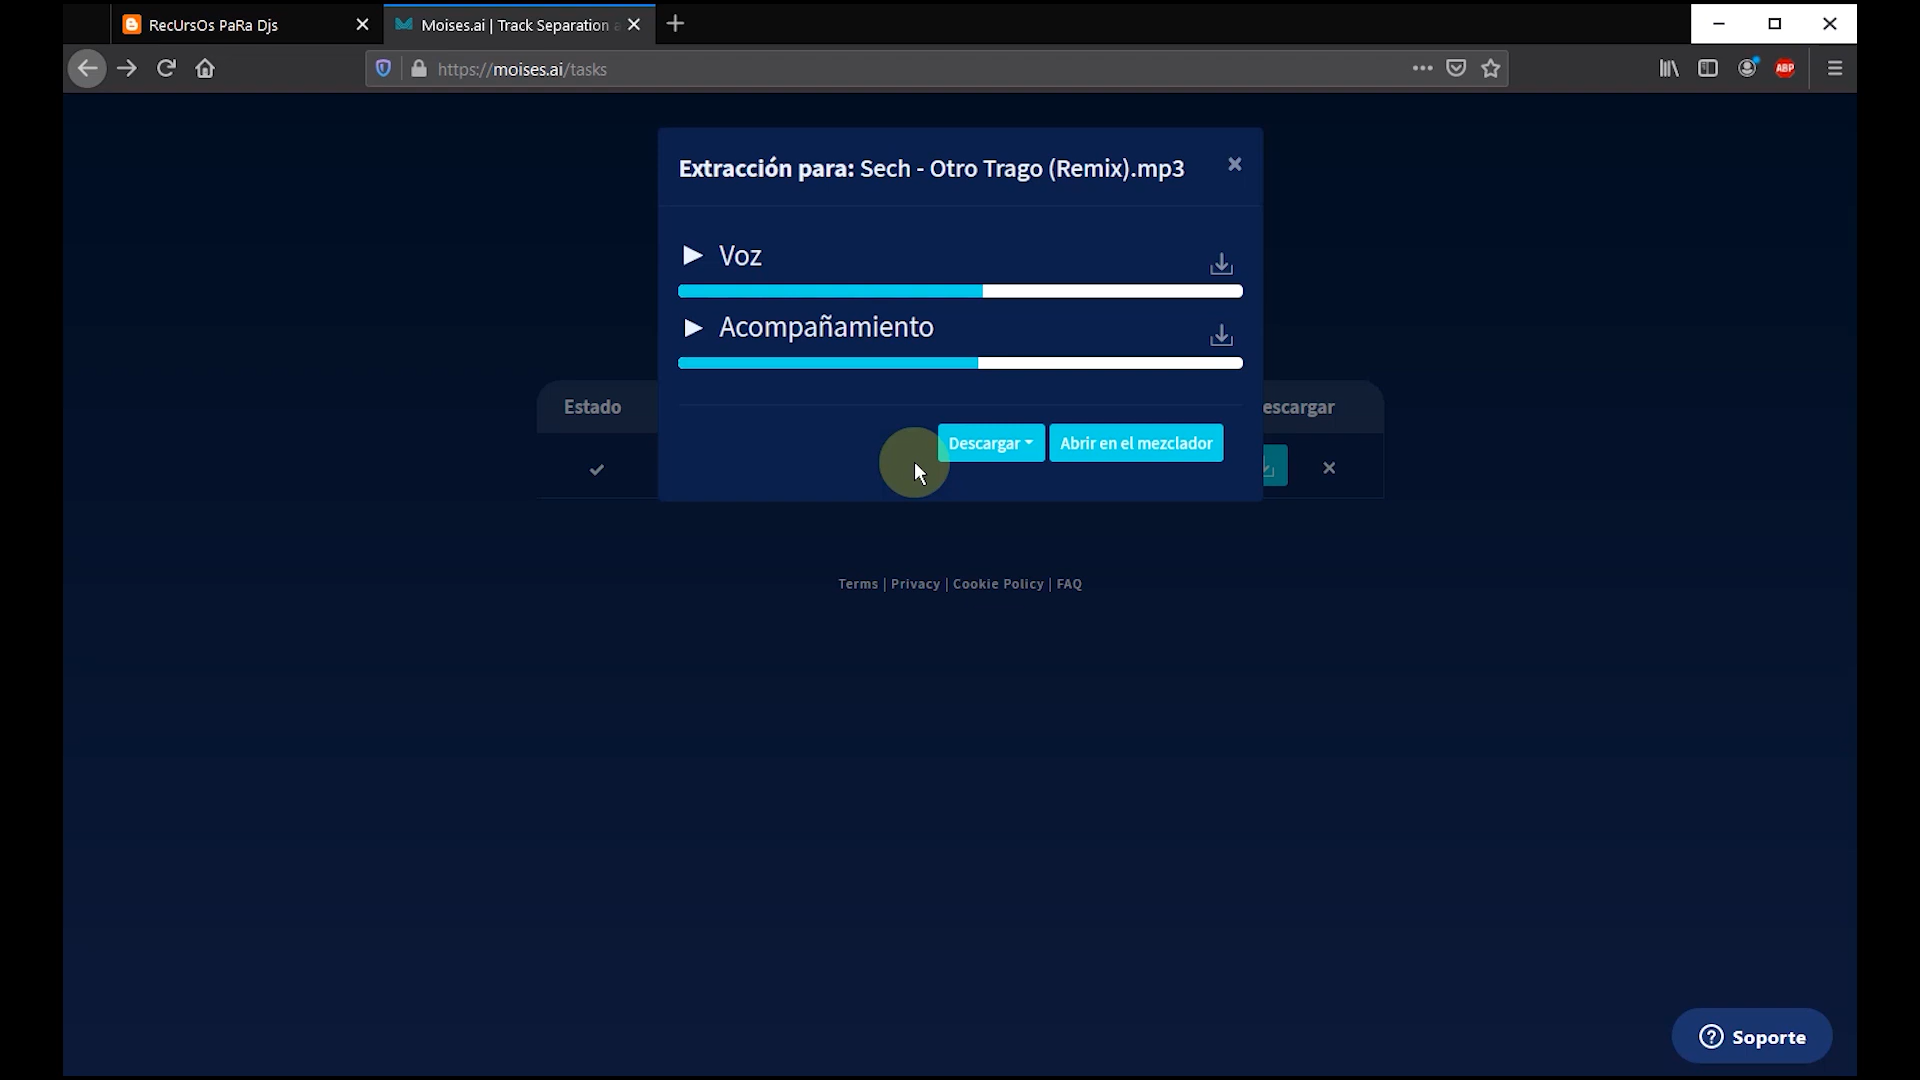 RecUrsOs PaRa Djs
Moises.ai | Track Separation
https://moises.ai/tasks
ABP
Extracción para: Sech - Otro Trago (Remix).mp3
Voz
Acompañamiento
Estado
escargar
Descargar
Abrir en el mezclador
Terms | Privacy | Cookie Policy | FAQ
Soporte